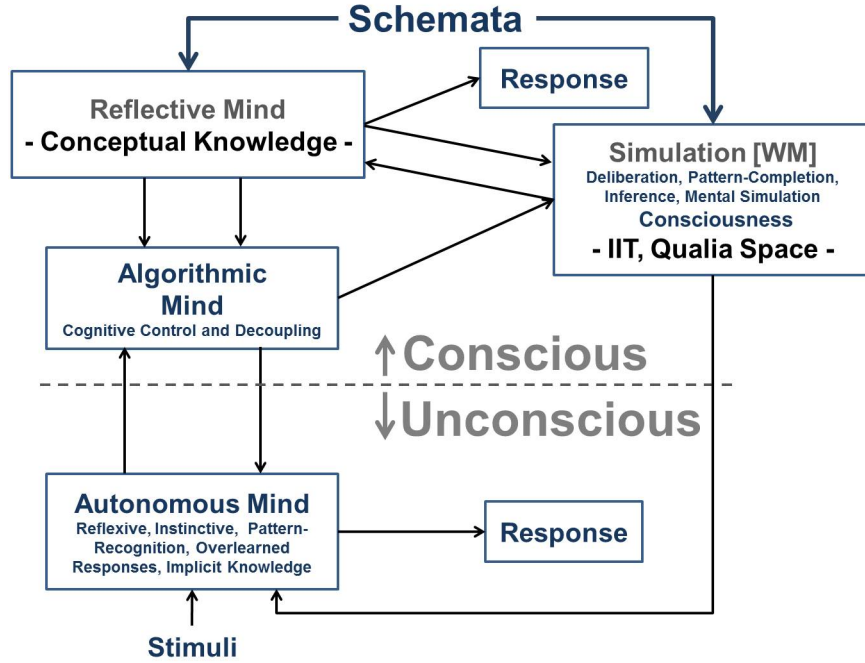 Schemata
Reflective Mind
- Conceptual Knowledge -
Response
Simulation [WM]
Deliberation, Pattern-Completion,
Inference, Mental Simulation
Consciousness
- IIT, Qualia Space -
Algorithmic
Mind
Cognitive Control and Decoupling
Conscious
Unconscious
Autonomous Mind
Reflexive, Instinctive, Pattern-
Recognition, Overlearned
Responses, Implicit Knowledge
Response
Stimuli